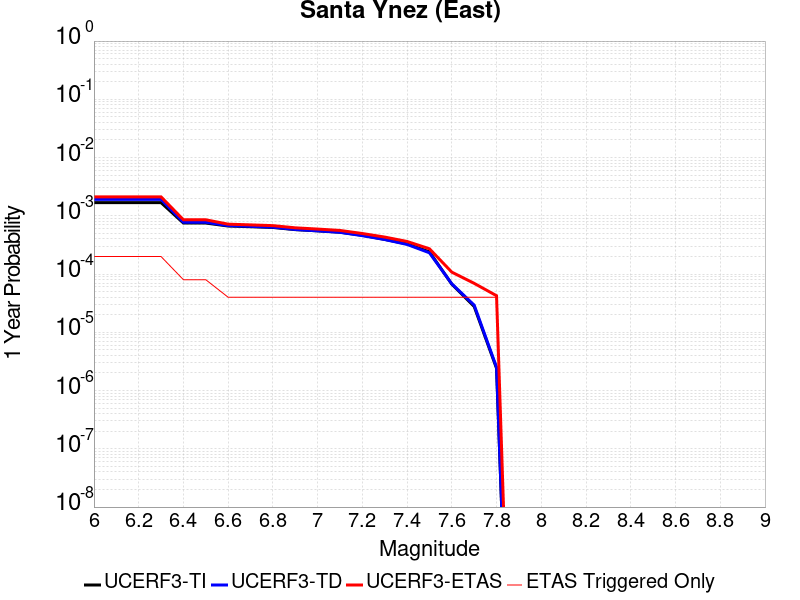 Santa Ynez (East)
10^0
10^-1
10^-2
10^-3
10^-4
10^-5
10^-6
10^-7
10^-8
1 Year Probability
6 6.2 6.4 6.6 6.8 7 7.2 7.4 7.6 7.8 8 8.2 8.4 8.6 8.8 9
Magnitude
UCERF3-TI UCERF3-TD UCERF3-ETAS ETAS Triggered Only